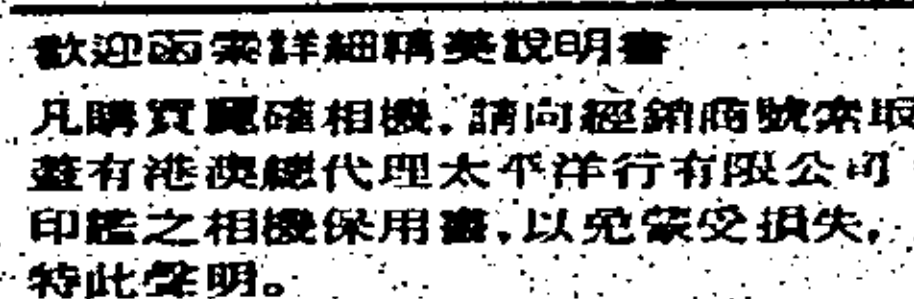 歡迎函索詳細精美說明書
凡購買麗確相機,請向經銷商號索取
蓋有港澳總代理太平洋行有限公司
印鑑之相機保用書,以免蒙受損失,
特此聲明。